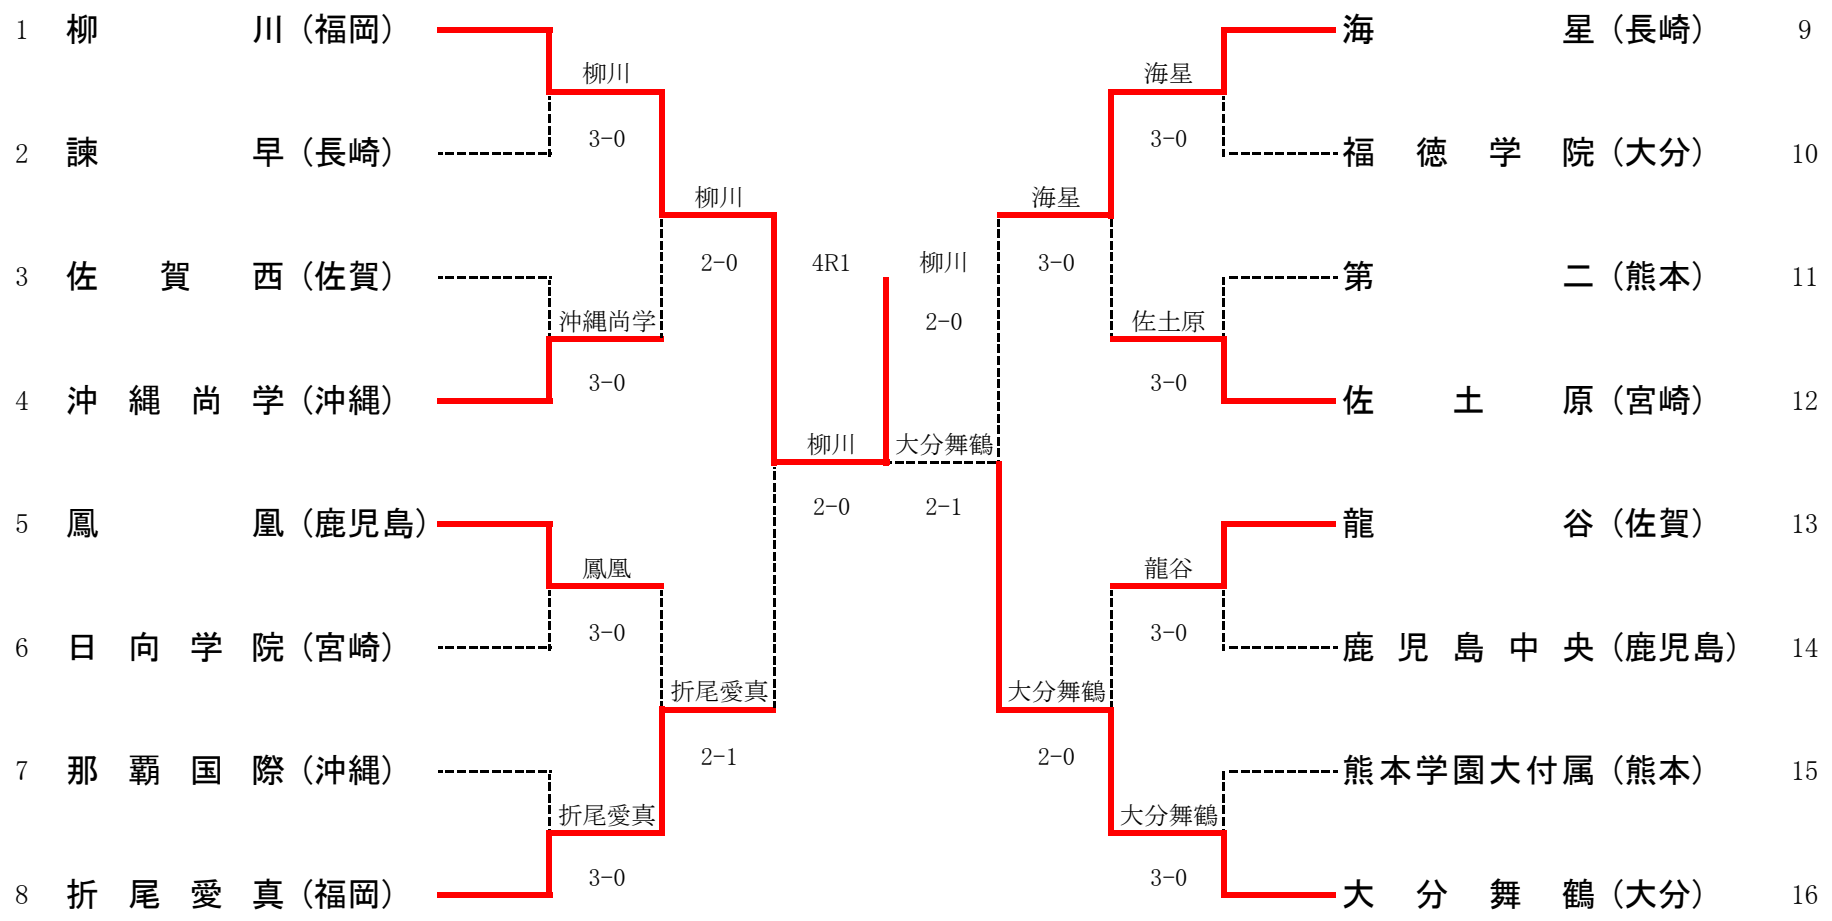 1 柳川 (福岡) 海星 (長崎) 9
柳川 海星
3-0 3-0
2 諫早 (長崎) 福徳学院 (大分) 10
柳川 海星
2-0 4R1 柳川 3-0
3 佐賀西 (佐賀) 第二 (熊本) 11
沖縄尚学 2-0 佐土原
3-0 3-0
4 沖縄尚学 (沖縄) 佐土原 (宮崎) 12
柳川 大分舞鶴
2-0 2-1
5 鳳凰 (鹿児島) 龍谷 (佐賀) 13
鳳凰 龍谷
3-0 3-0
6 日向学院 (宮崎) 鹿児島中央 (鹿児島) 14
折尾愛真 大分舞鶴
2-1 2-0
7 那覇国際 (沖縄) 熊本学園大付属 (熊本) 15
折尾愛真 大分舞鶴
3-0 3-0
8 折尾愛真 (福岡) 大分舞鶴 (大分) 16